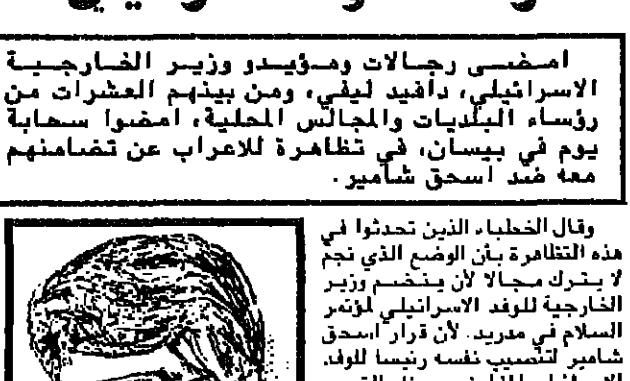 امضى رجالات ومؤيدو وزير الخارجية
الاسرائيلي، دافيد ليفي، ومن بينهم العشرات من
رؤساء البلديات والمجالس المحلية، امضوا سحابة
يوم في بيسان، في تظاهرة للاعراب عن تضامنهم
معه ضد اسحق شامير.
وقال الخطباء الذين تحدثوا في
هذه التظاهرة بأن الوضع الذي نجم
لا يترك مجالا لأن ينضم وزير
الخارجية للوفد الاسرائيلي لمؤتمر
السلام في مدريد. لأن قرار اسحق
شامير لتنصيب نفسه رئيسا للوفد